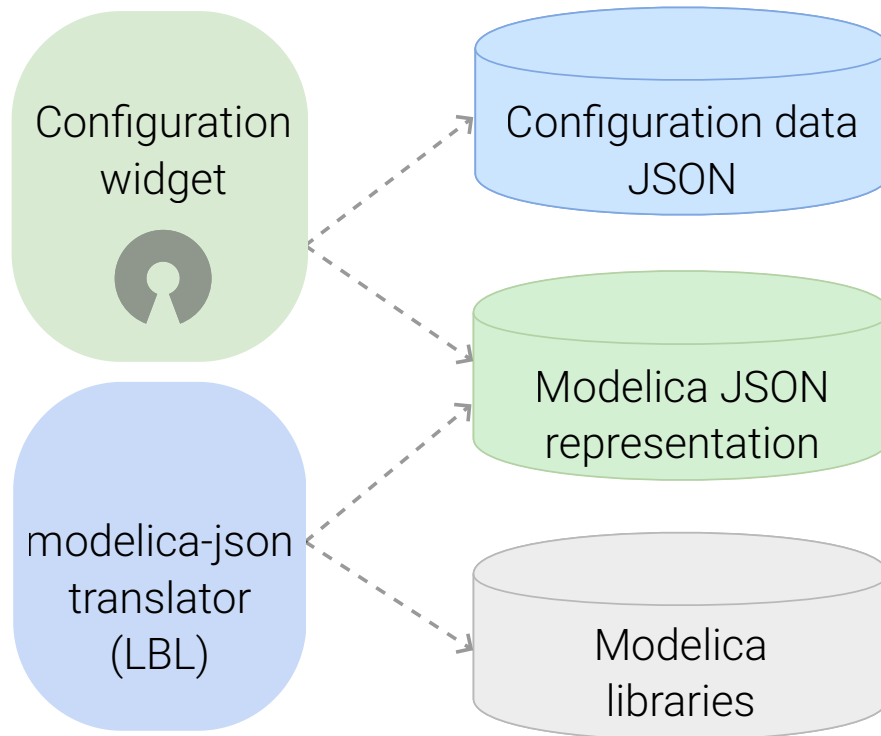 Configuration
widget
Configuration data
JSON
Modelica JSON
representation
modelica-json
translator
(LBL)
Modelica
libraries